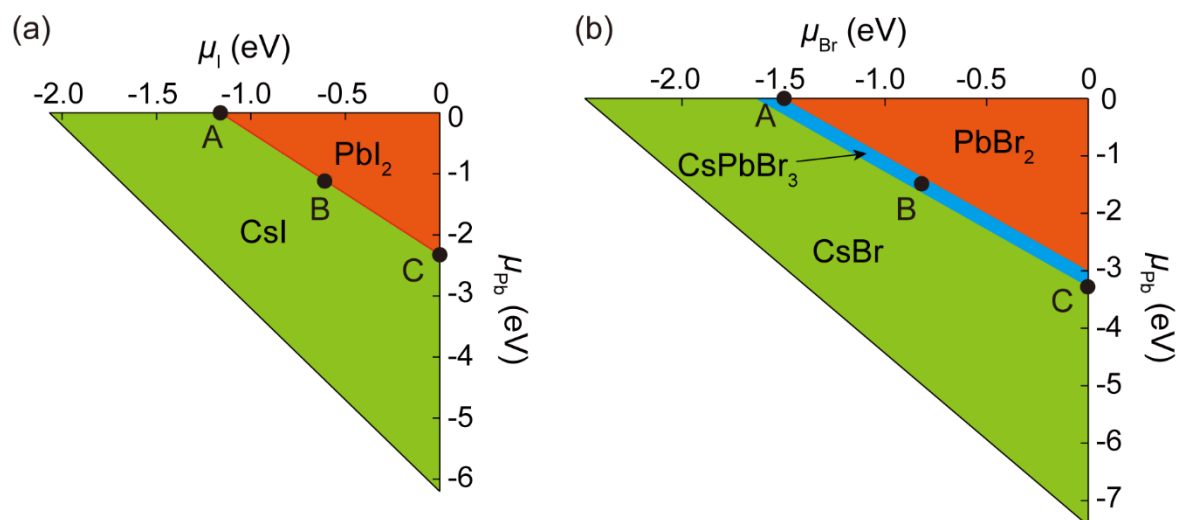 (a)
μI (eV)
-2.0 -1.5 -1.0 -0.5 0
0
-1
-2
-3
-4
-5
-6
μPb (eV)
A
B
C
PbI2
CsI
(b)
μBr (eV)
-2.0 -1.5 -1.0 -0.5 0
0
-1
-2
-3
-4
-5
-6
-7
μPb (eV)
A
B
C
PbBr2
CsPbBr3
CsBr